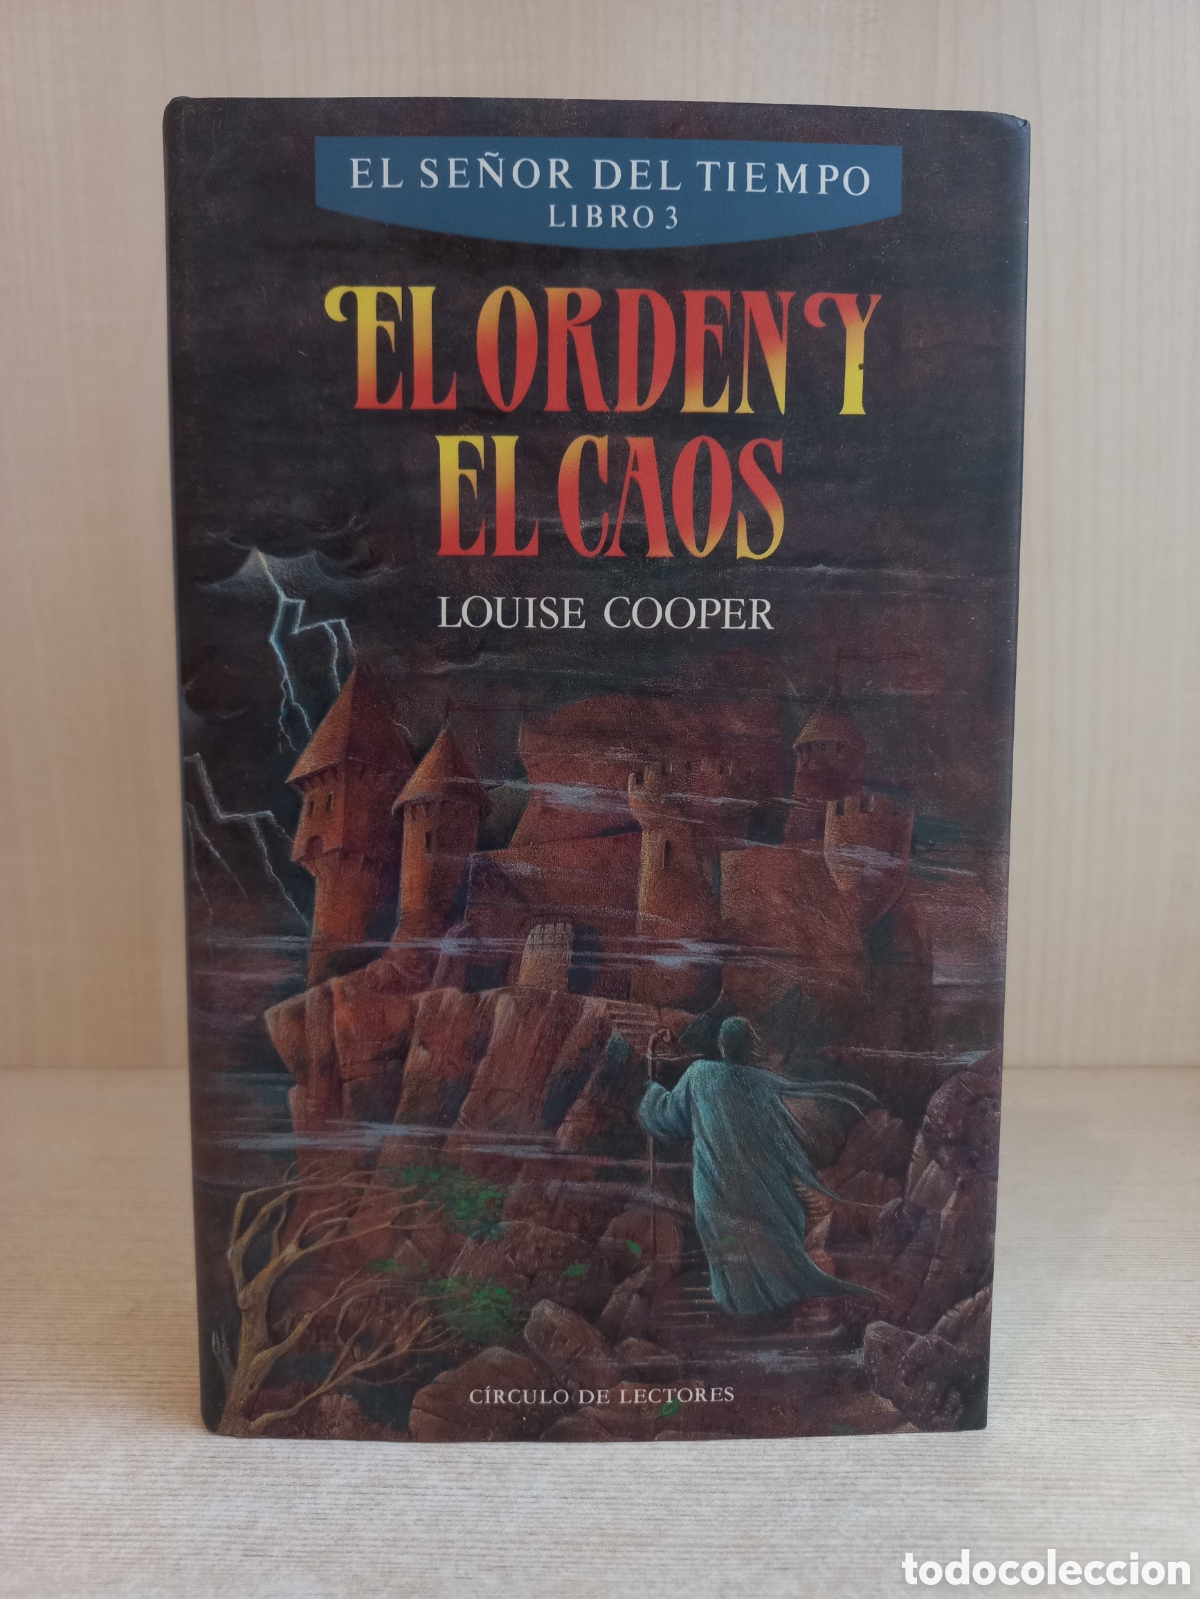 EL SEÑOR DEL TIEMPO
LIBRO 3
EL ORDEN Y
EL CAOS
LOUISE COOPER
CÍRCULO DE LECTORES
todocoleccion